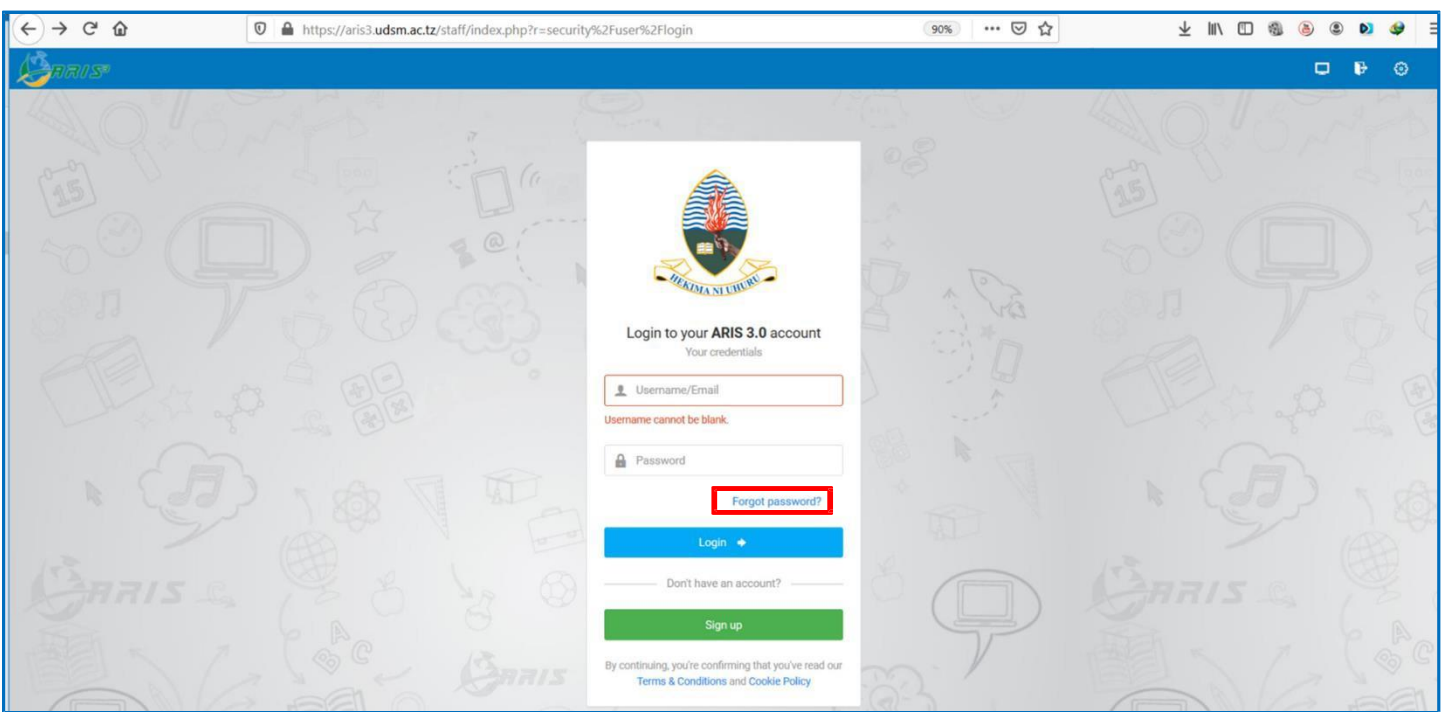 https://aris3.udsm.ac.tz/staff/index.php?r=security%2Fuser%2Flogin
90%
ARIS³
HEKIMA NI UHURU
Login to your ARIS 3.0 account
Your credentials
Username/Email
Username cannot be blank.
Password
Forgot password?
Login
Don't have an account?
Sign up
By continuing, you're confirming that you've read our
Terms & Conditions and Cookie Policy
15
15
@
ARIS
ARIS
ARIS
A
B
C
A
B
C